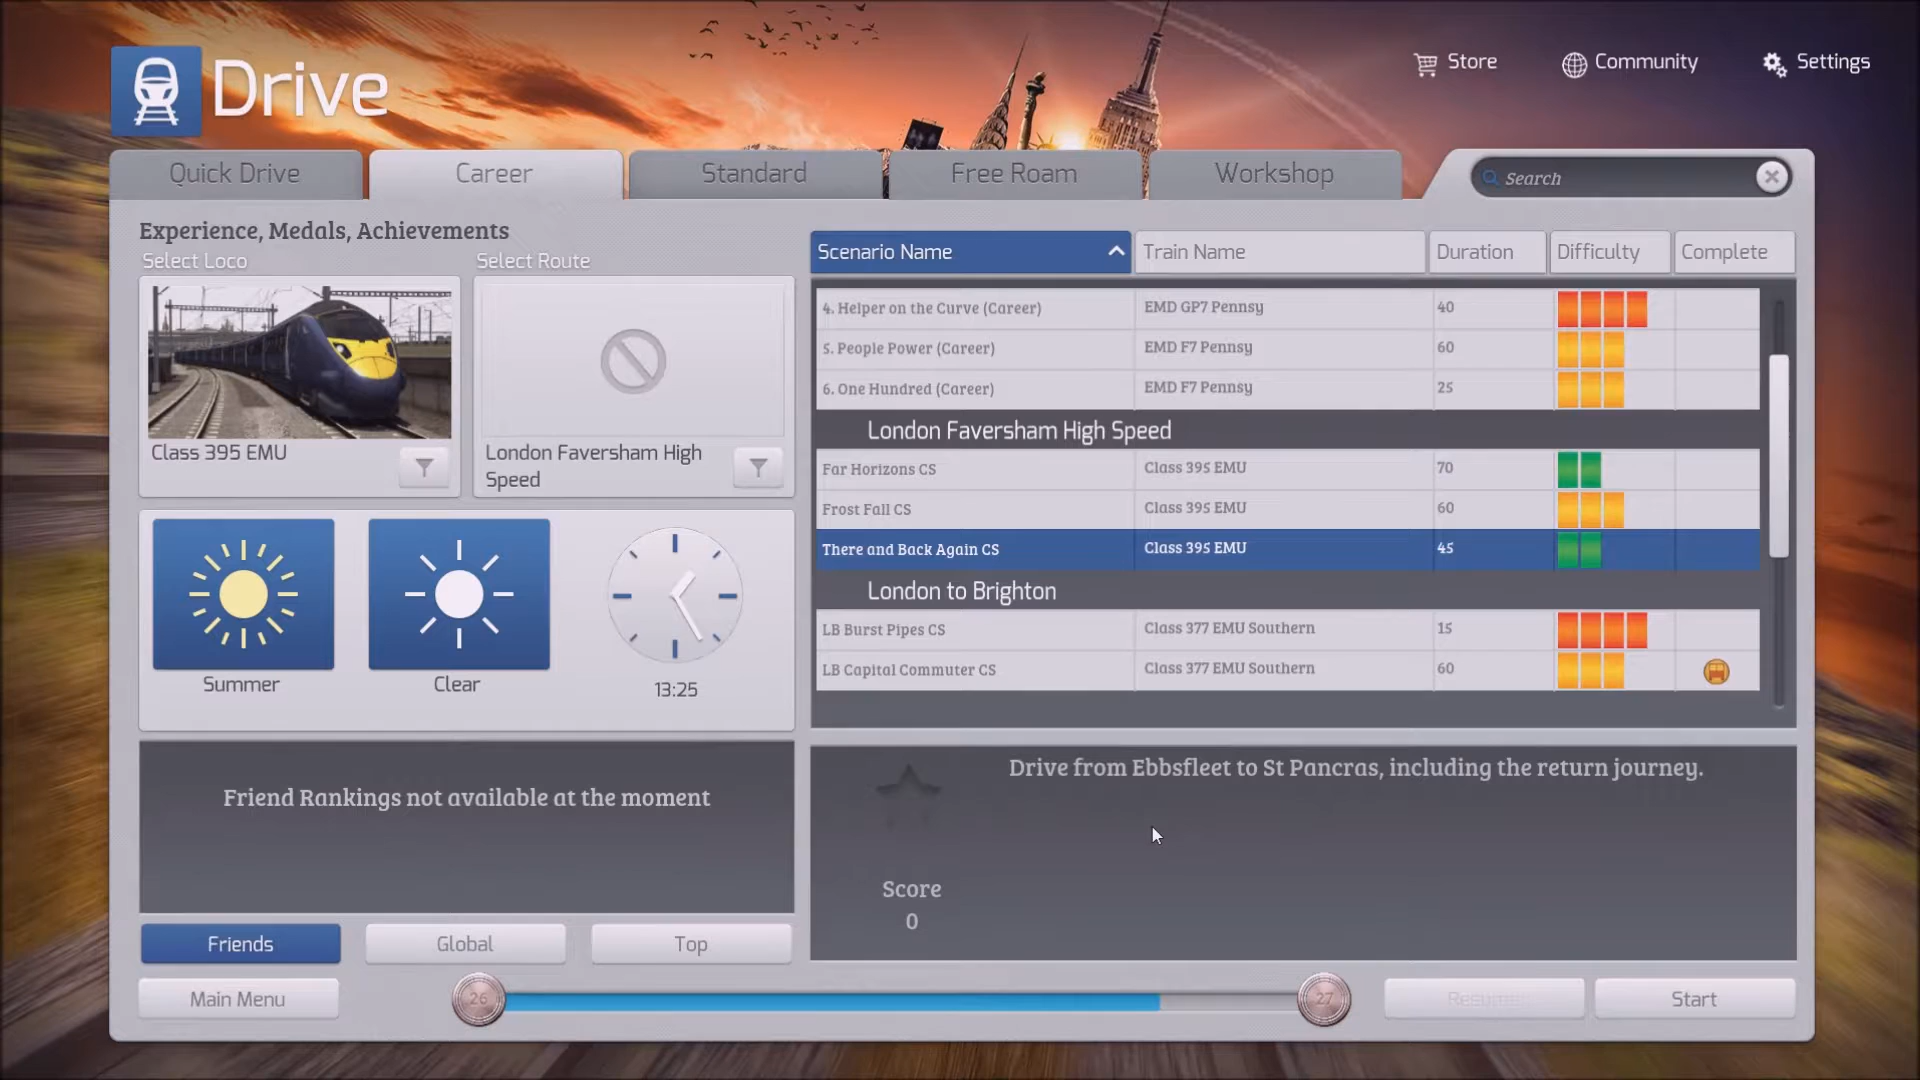 Drive
Store
Community
Settings
Quick Drive
Career
Standard
Free Roam
Workshop
Search
Experience, Medals, Achievements
Select Loco
Select Route
Class 395 EMU
London Faversham High
Speed
Summer
Clear
13:25
Scenario Name
Train Name
Duration
Difficulty
Complete
4. Helper on the Curve (Career)
EMD GP7 Pennsy
40
5. People Power (Career)
EMD F7 Pennsy
60
6. One Hundred (Career)
EMD F7 Pennsy
25
London Faversham High Speed
Far Horizons CS
Class 395 EMU
70
Frost Fall CS
Class 395 EMU
60
There and Back Again CS
Class 395 EMU
45
London to Brighton
LB Burst Pipes CS
Class 377 EMU Southern
15
LB Capital Commuter CS
Class 377 EMU Southern
60
Friend Rankings not available at the moment
Drive from Ebbsfleet to St Pancras, including the return journey.
Score
0
Friends
Global
Top
Main Menu
26
27
Start